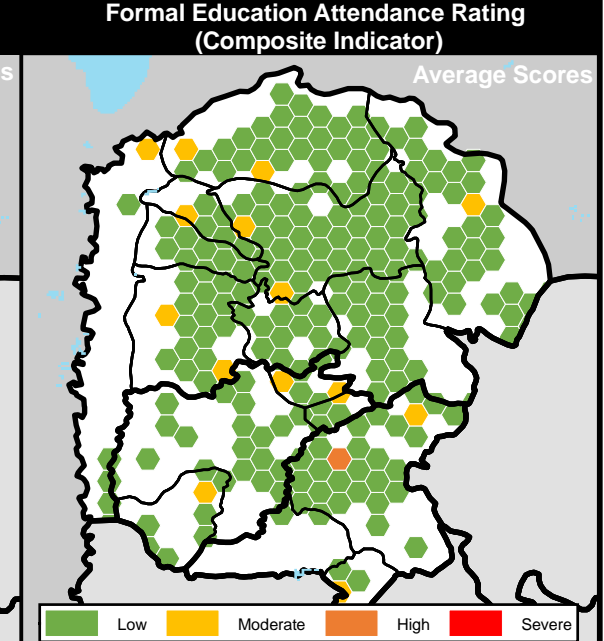 Formal Education Attendance Rating
(Composite Indicator)
s
Average Scores
Low
Moderate
High
Severe